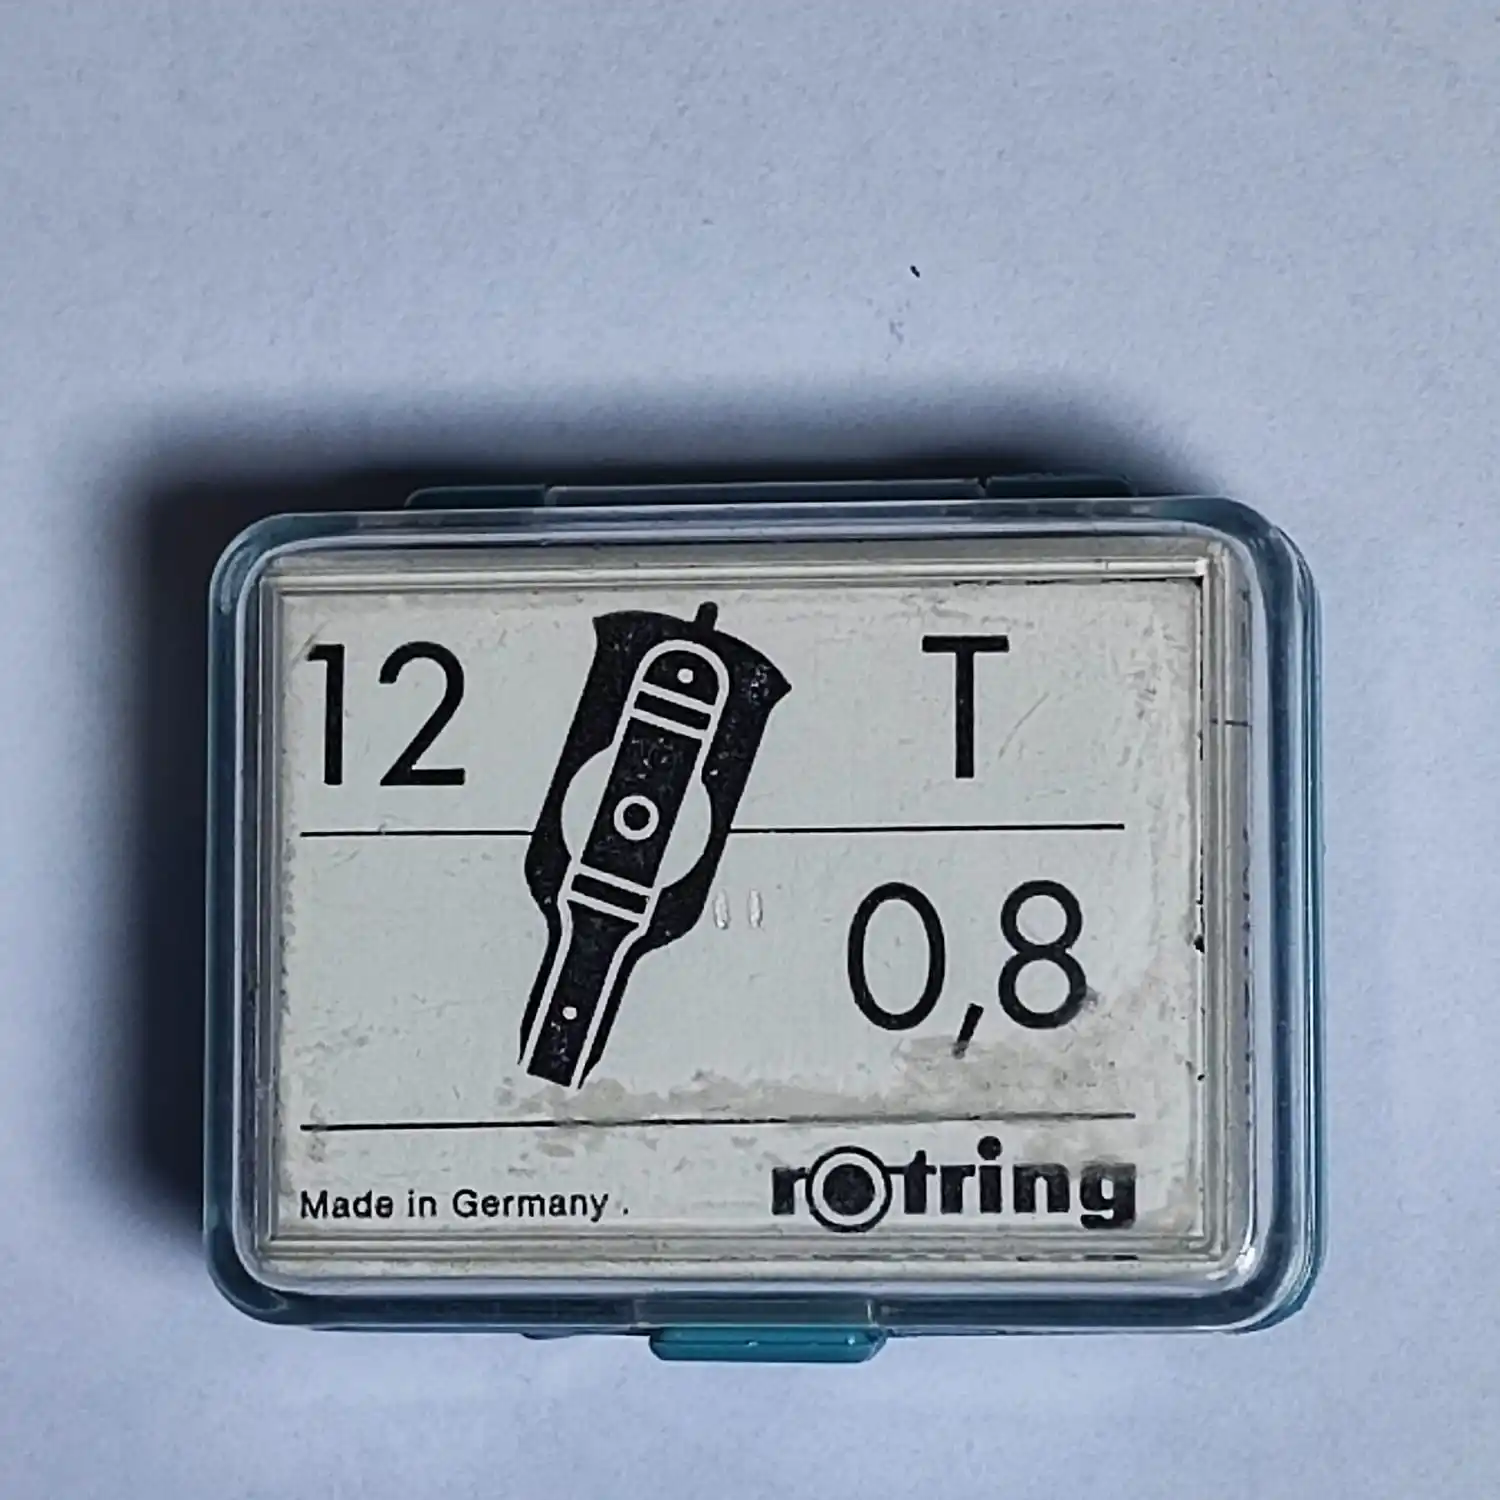 12 T
0,8
Made in Germany. rotring